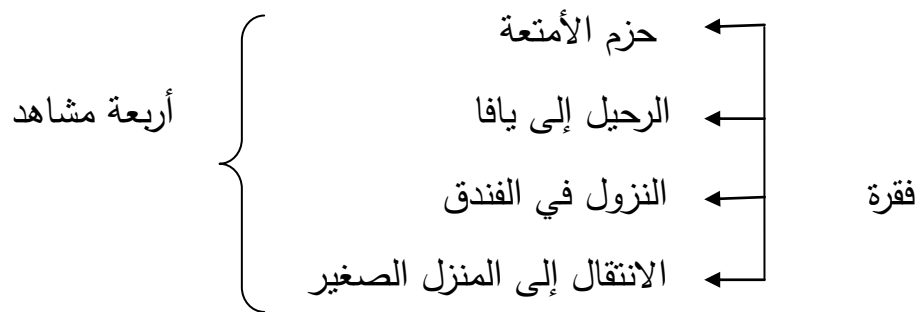 حزم الأمتعة
الرحيل إلى يافا
أربعة مشاهد
فقرة
النزول في الفندق
الانتقال إلى المنزل الصغير